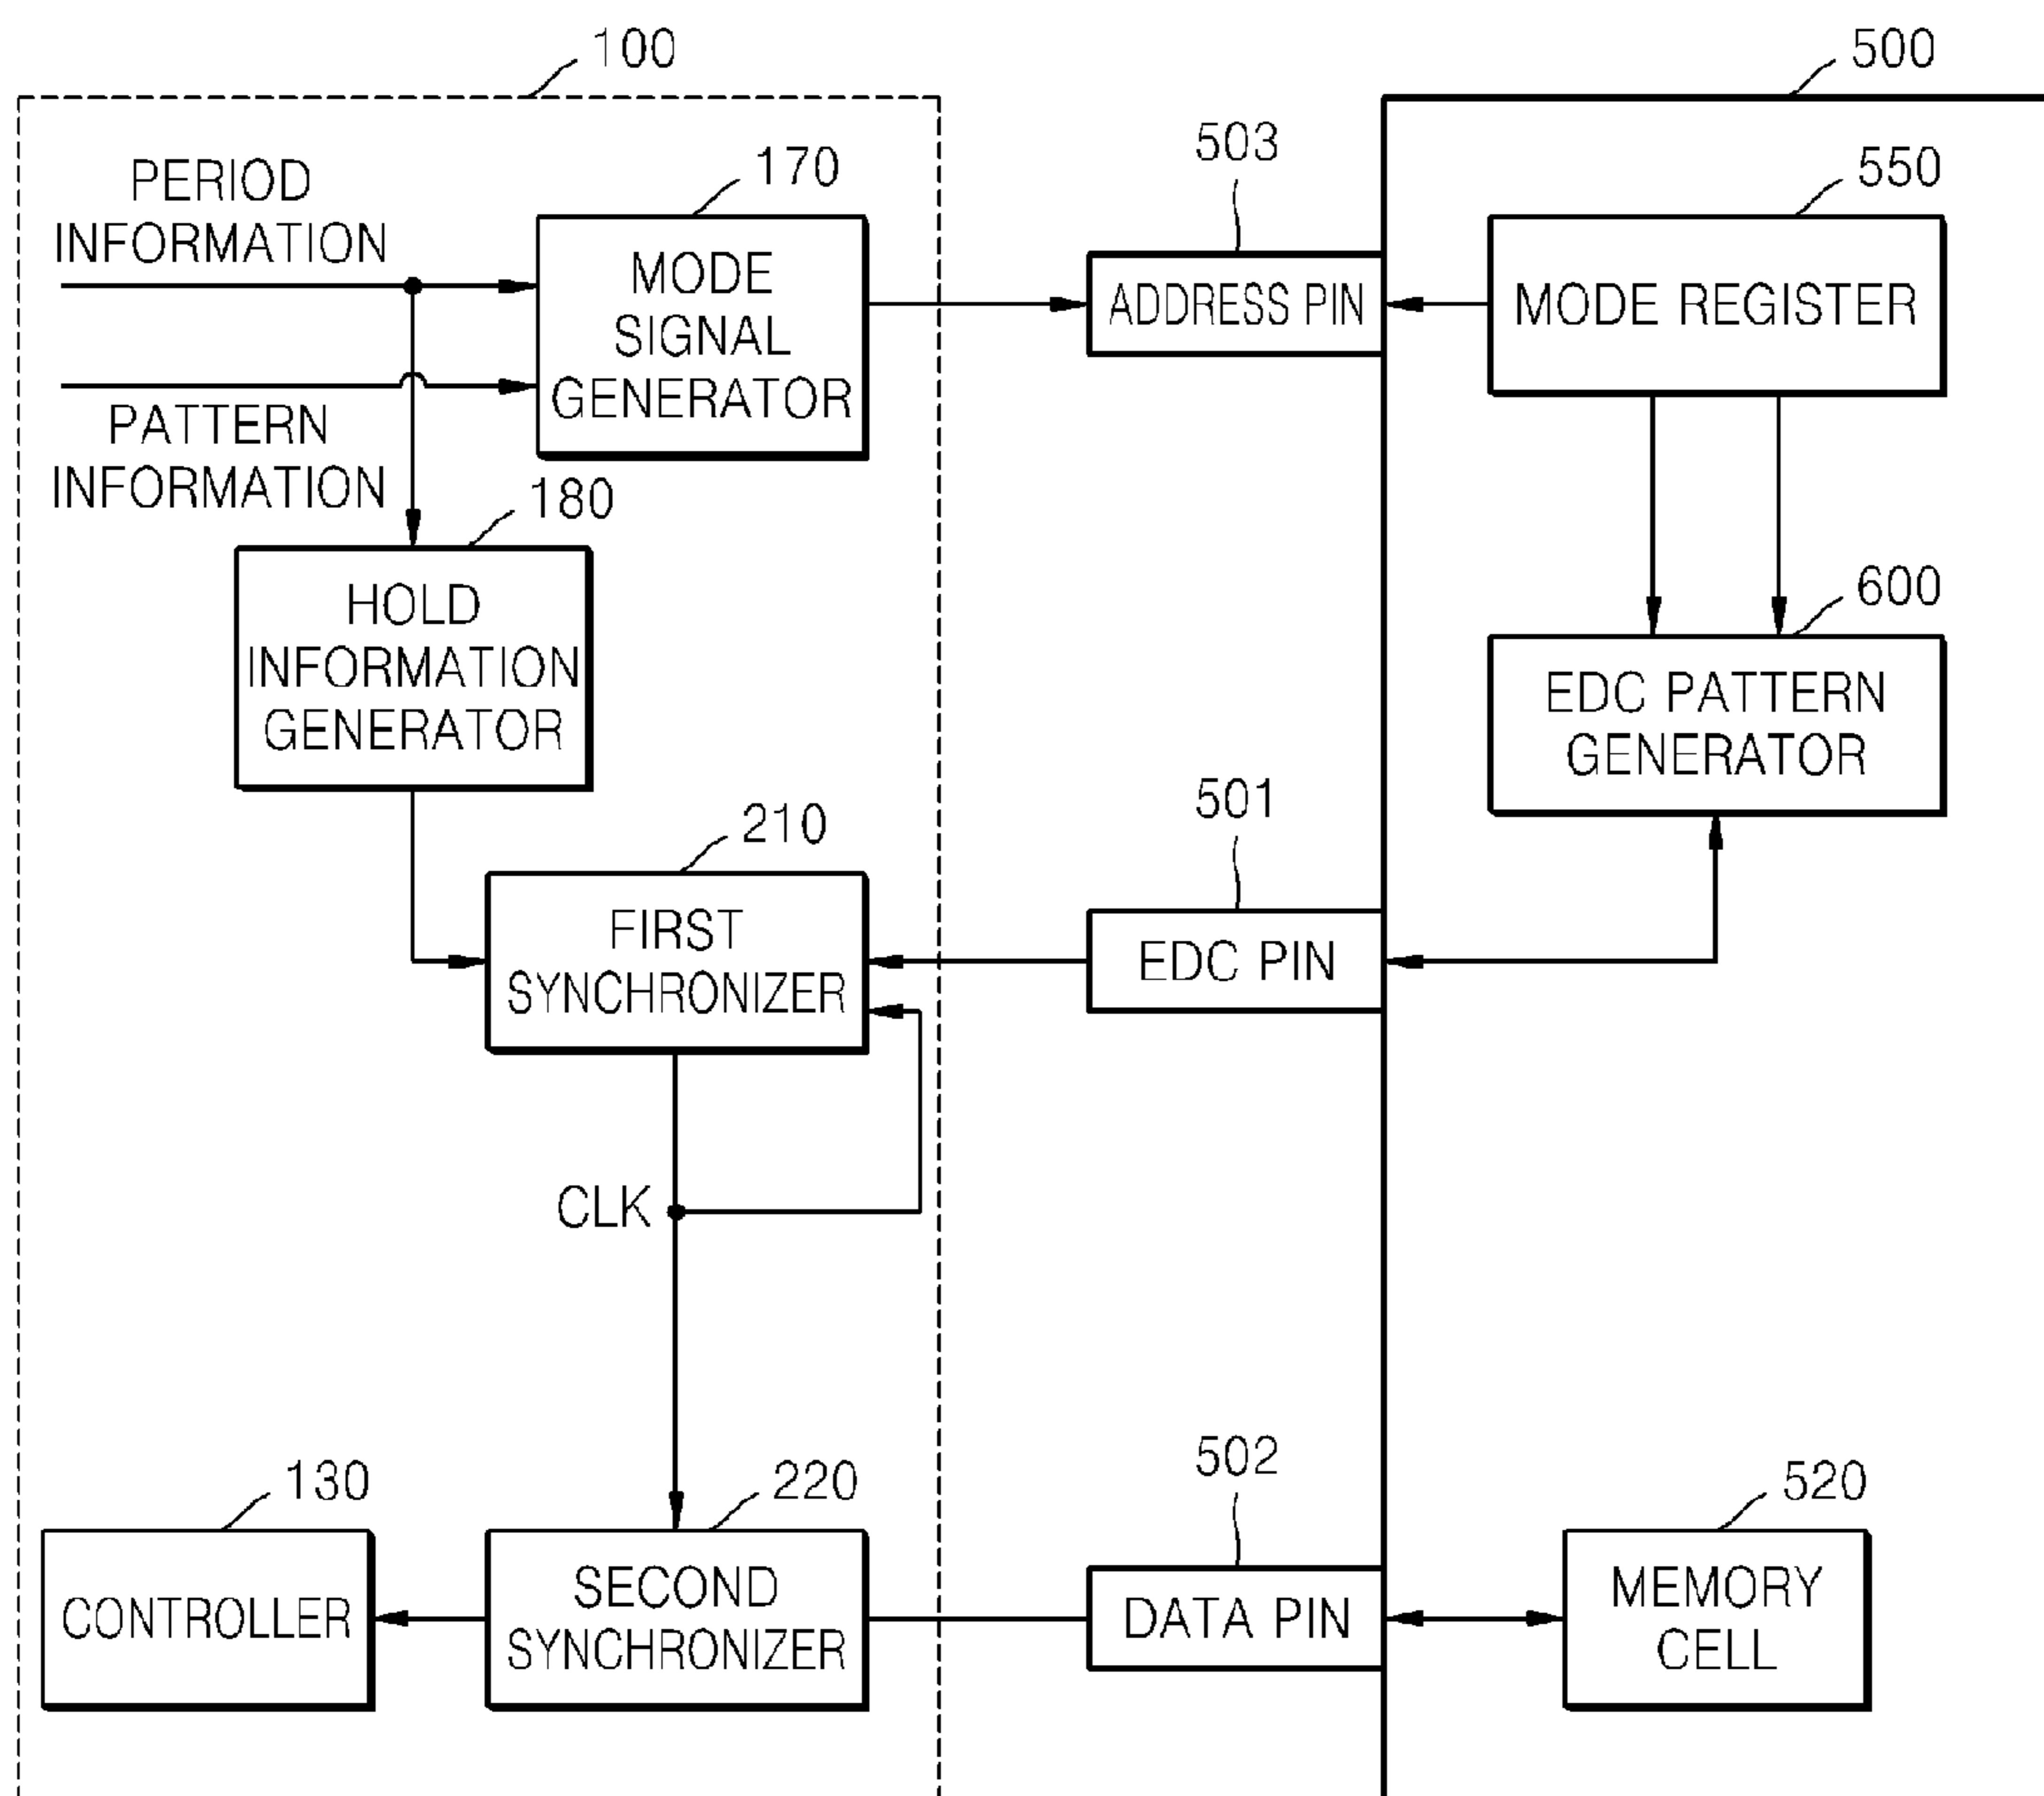 100
500
PERIOD
INFORMATION
170
503
550
MODE
SIGNAL
GENERATOR
ADDRESS PIN
MODE REGISTER
PATTERN
INFORMATION
180
HOLD
INFORMATION
GENERATOR
600
EDC PATTERN
GENERATOR
210
501
FIRST
SYNCHRONIZER
EDC PIN
CLK
130
220
502
520
CONTROLLER
SECOND
SYNCHRONIZER
DATA PIN
MEMORY
CELL